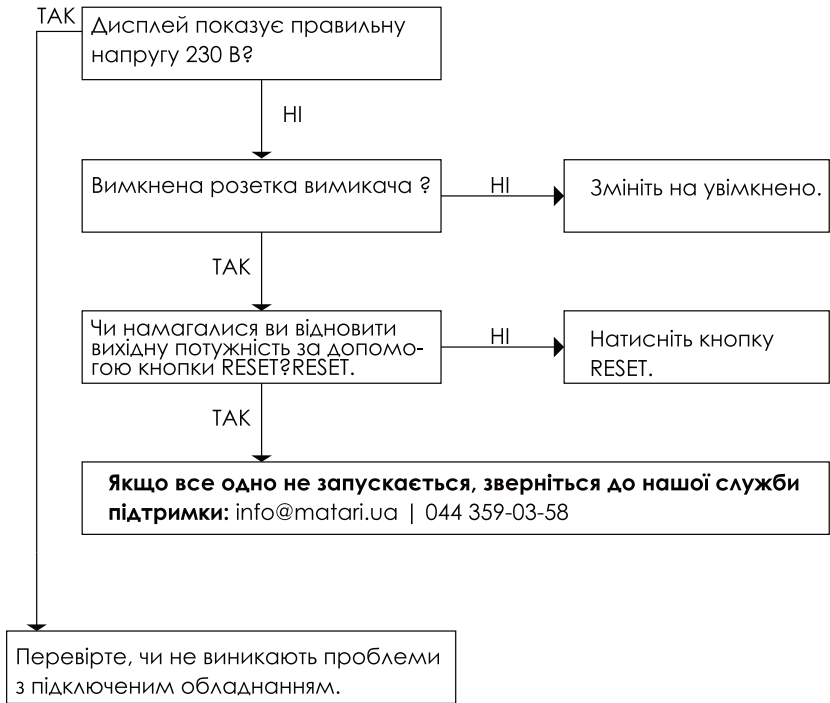 ТАК
Дисплей показує правильну
напругу 230 В?
НІ
Вимкнена розетка вимикача ?
НІ
Змініть на увімкнено.
ТАК
Чи намагалися ви відновити
вихідну потужність за допомо-
гою кнопки RESET?RESET.
НІ
Натисніть кнопку
RESET.
ТАК
Якщо все одно не запускається, зверніться до нашої служби
підтримки: info@matari.ua | 044 359-03-58
Перевірте, чи не виникають проблеми
з підключеним обладнанням.